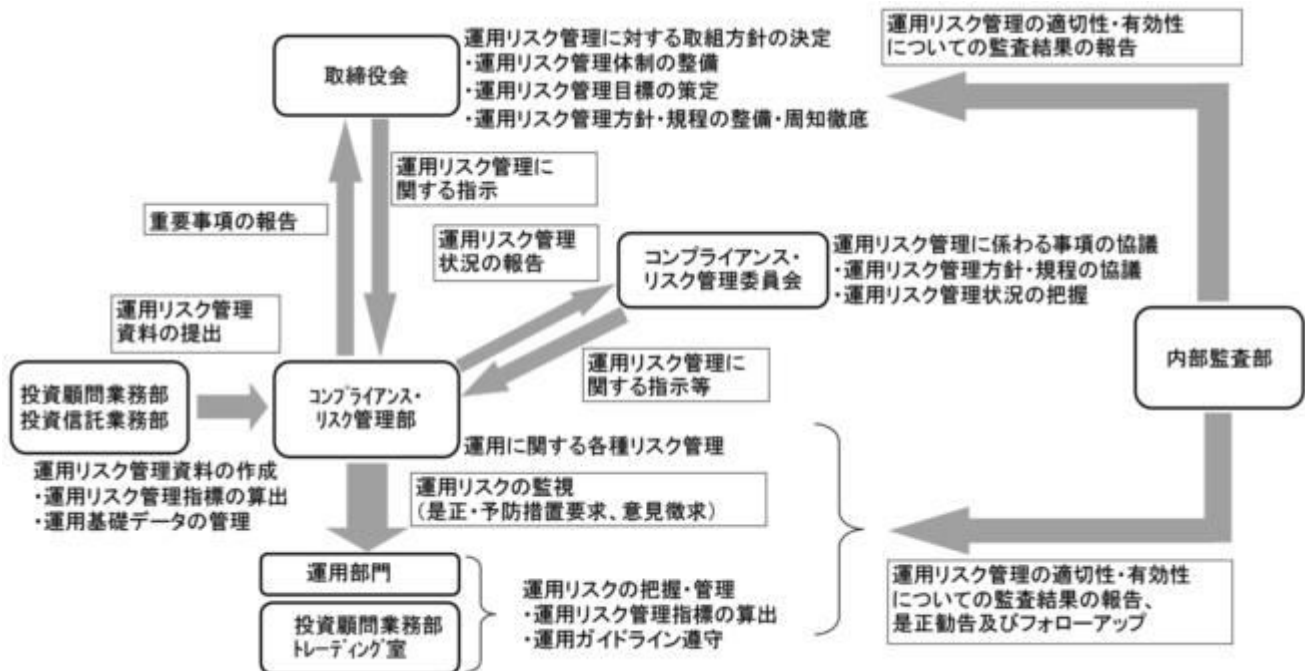 取締役会
運用リスク管理に対する取組方針の決定
・運用リスク管理体制の整備
・運用リスク管理目標の策定
・運用リスク管理方針・規程の整備・周知徹底
運用リスク管理の適切性・有効性
についての監査結果の報告
運用リスク管理に
関する指示
重要事項の報告
運用リスク管理
状況の報告
コンプライアンス・
リスク管理委員会
運用リスク管理に係わる事項の協議
・運用リスク管理方針・規程の協議
・運用リスク管理状況の把握
運用リスク管理
資料の提出
運用リスク管理に
関する指示等
内部監査部
投資顧問業務部
投資信託業務部
コンプライアンス・
リスク管理部
運用に関する各種リスク管理
運用リスク管理資料の作成
・運用リスク管理指標の算出
・運用基礎データの管理
運用リスクの監視
(是正・予防措置要求、意見徴求)
運用部門
投資顧問業務部
トレーディング室
運用リスクの把握・管理
・運用リスク管理指標の算出
・運用ガイドライン遵守
運用リスク管理の適切性・有効性
についての監査結果の報告、
是正勧告及びフォローアップ